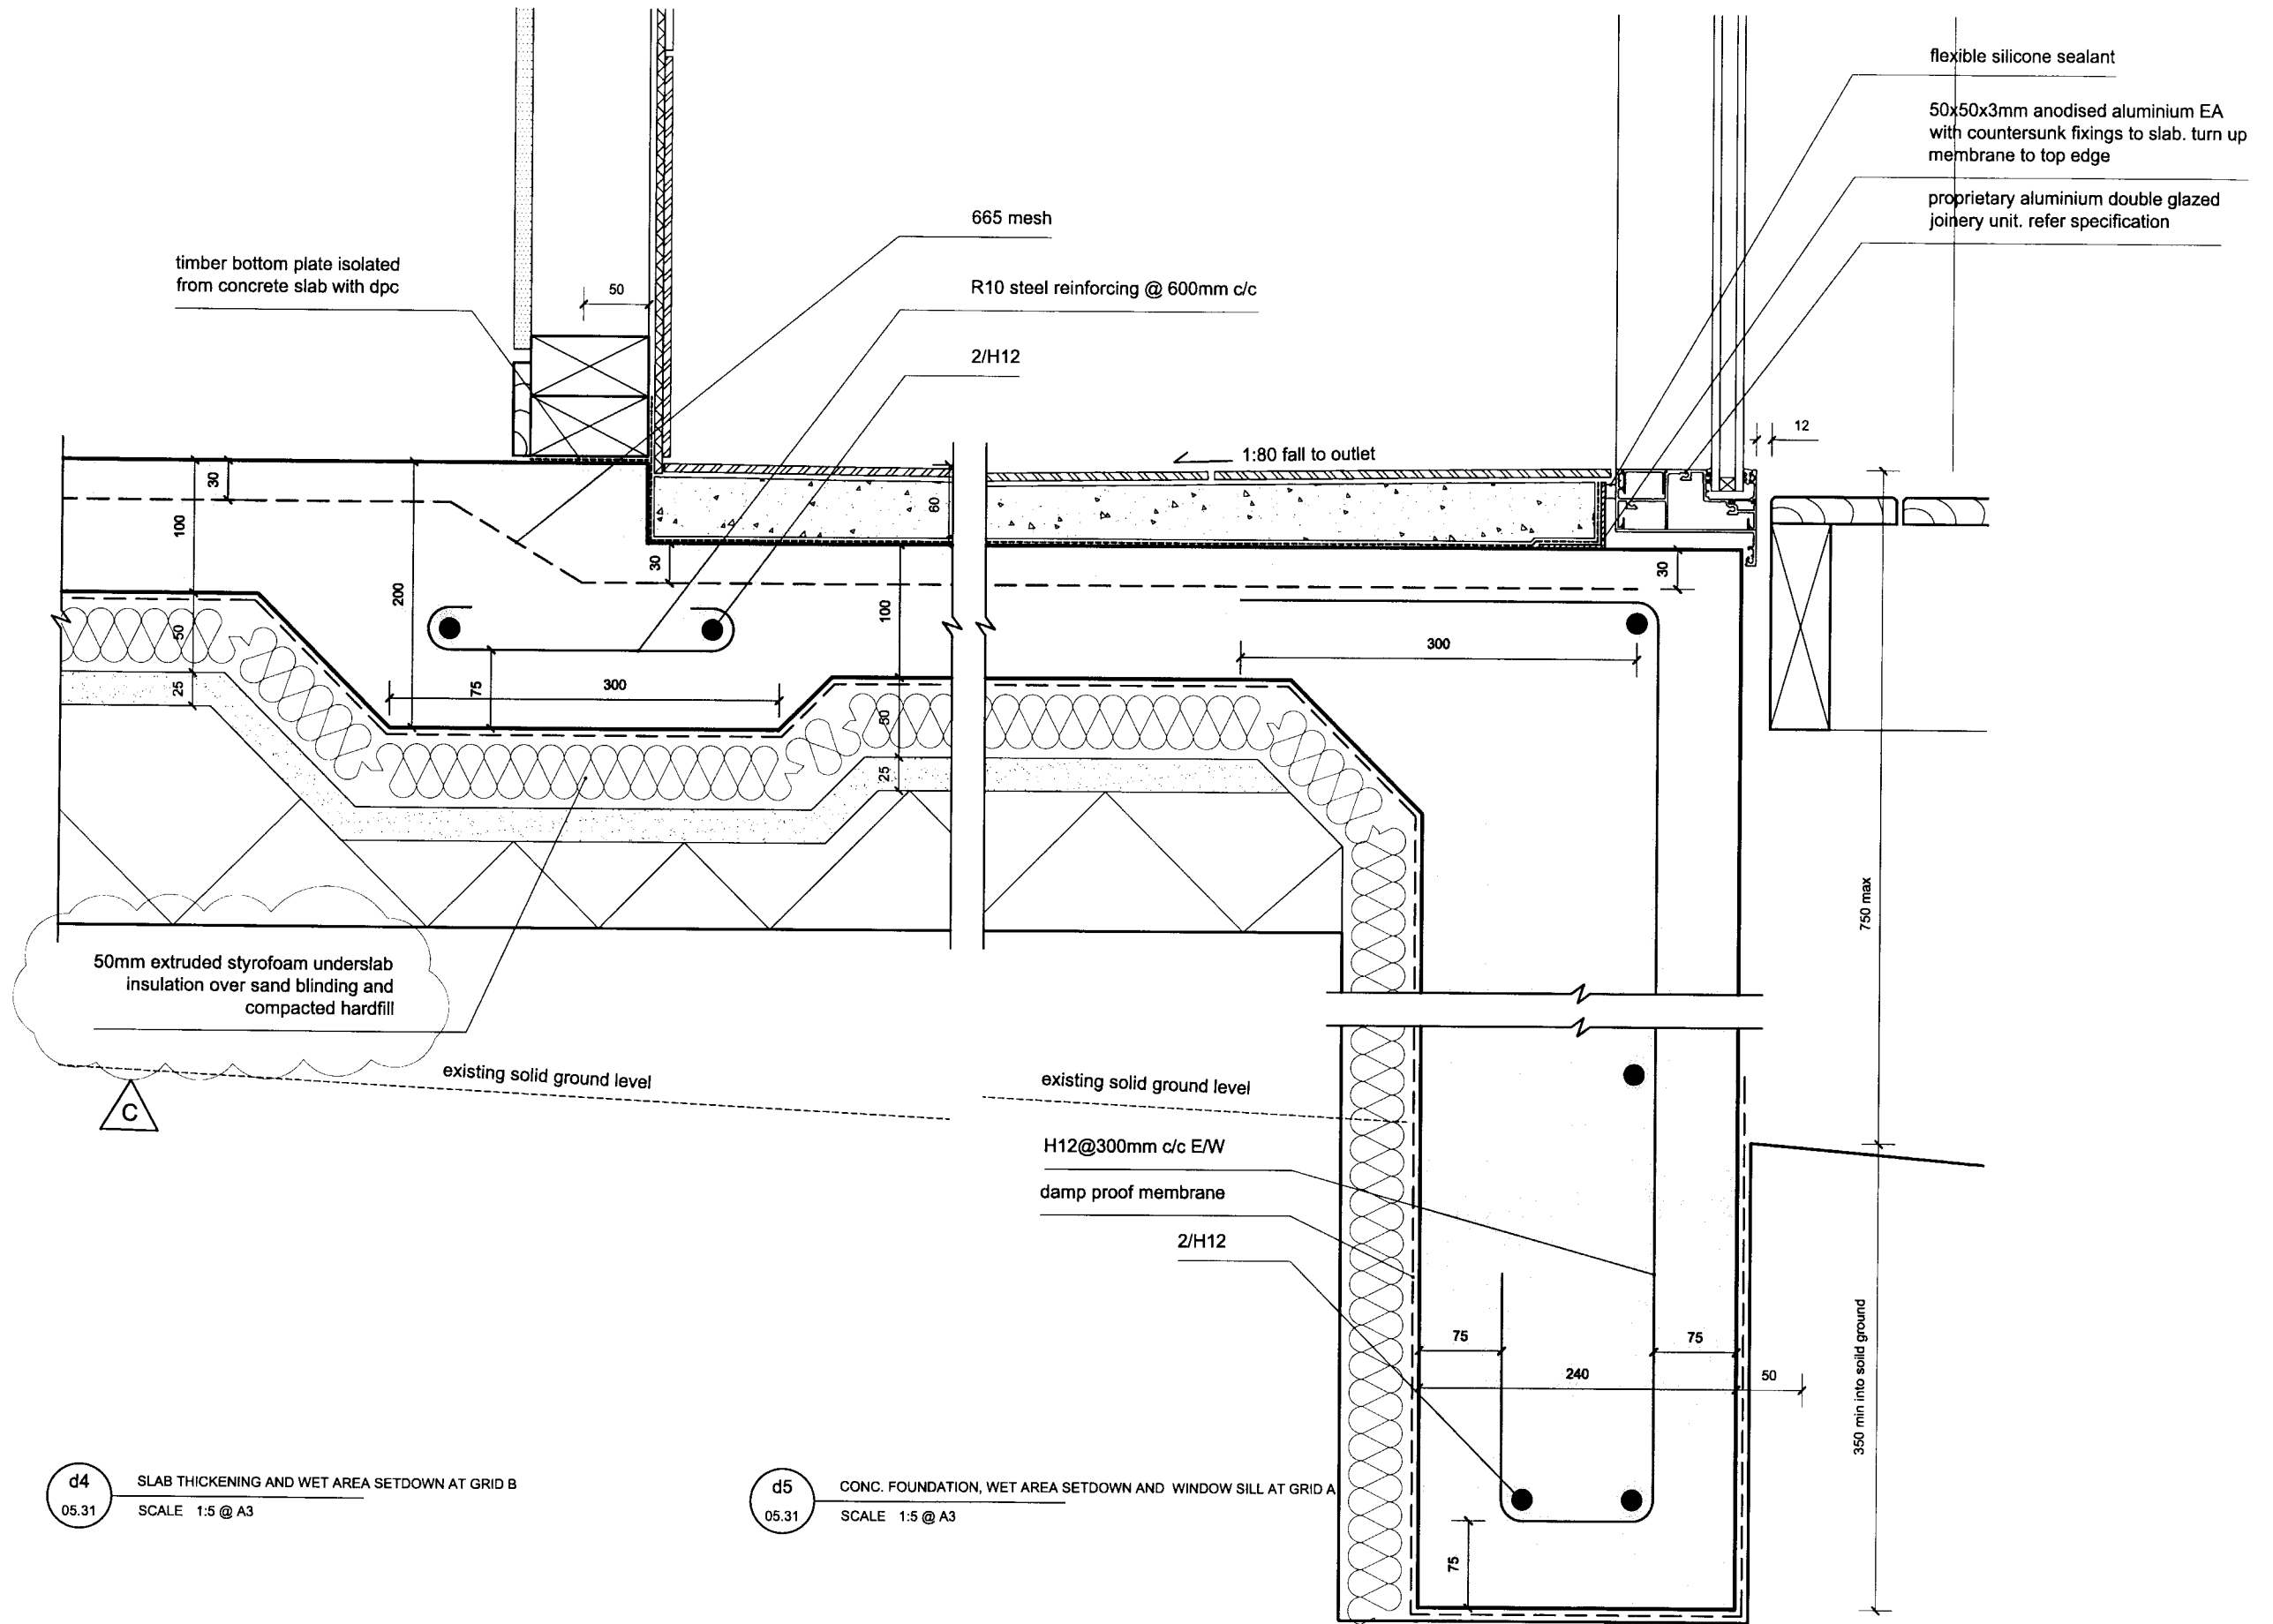 flexible silicone sealant
50x50x3mm anodised aluminium EA
with countersunk fixings to slab. turn up
membrane to top edge
proprietary aluminium double glazed
joinery unit. refer specification
665 mesh
timber bottom plate isolated
from concrete slab with dpc
50
R10 steel reinforcing @ 600mm c/c
2/H12
12
1:80 fall to outlet
30
100
60
30
30
200
100
50
300
25
75
300
50
25
750 max
50mm extruded styrofoam underslab
insulation over sand blinding and
compacted hardfill
existing solid ground level
existing solid ground level
C
H12@300mm c/c E/W
damp proof membrane
2/H12
75
75
240
50
350 min into soild ground
75
d4
05.31
SLAB THICKENING AND WET AREA SETDOWN AT GRID B
SCALE 1:5 @ A3
d5
05.31
CONC. FOUNDATION, WET AREA SETDOWN AND WINDOW SILL AT GRID A
SCALE 1:5 @ A3